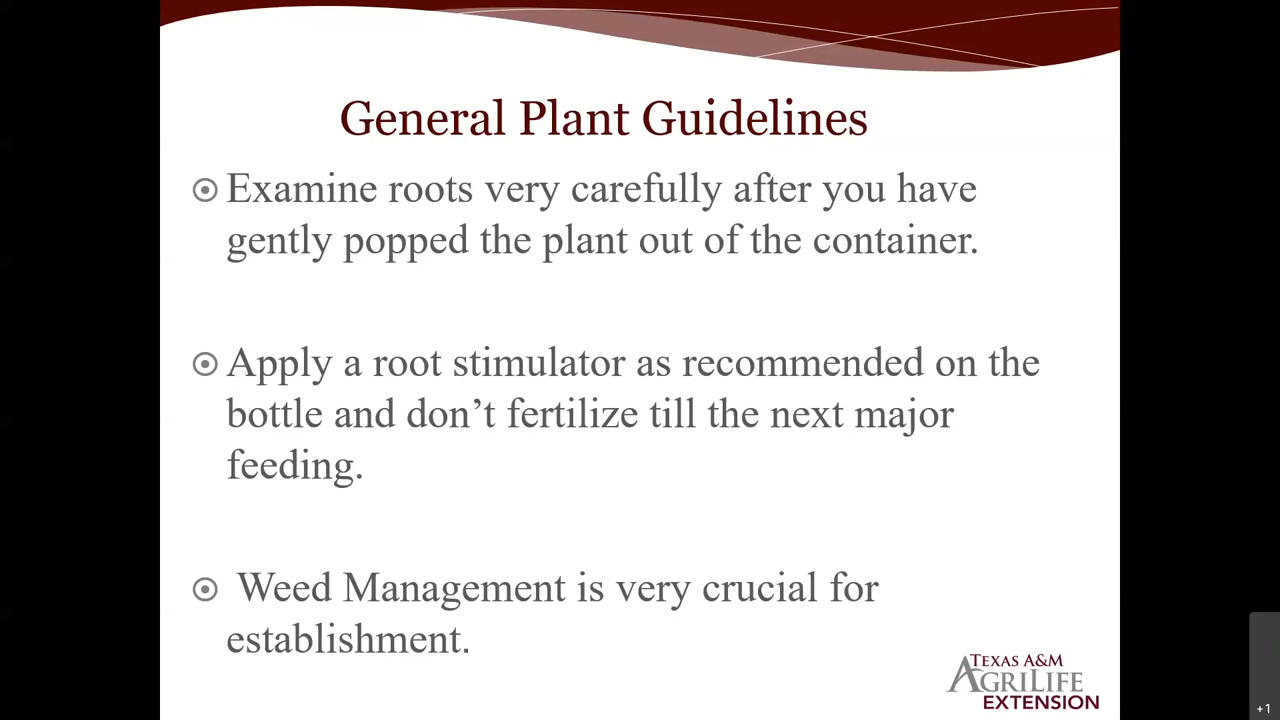 General Plant Guidelines
Examine roots very carefully after you have
gently popped the plant out of the container.
Apply a root stimulator as recommended on the
bottle and don’t fertilize till the next major
feeding.
Weed Management is very crucial for
establishment.
TEXAS A&M
AGRILIFE
EXTENSION
+1